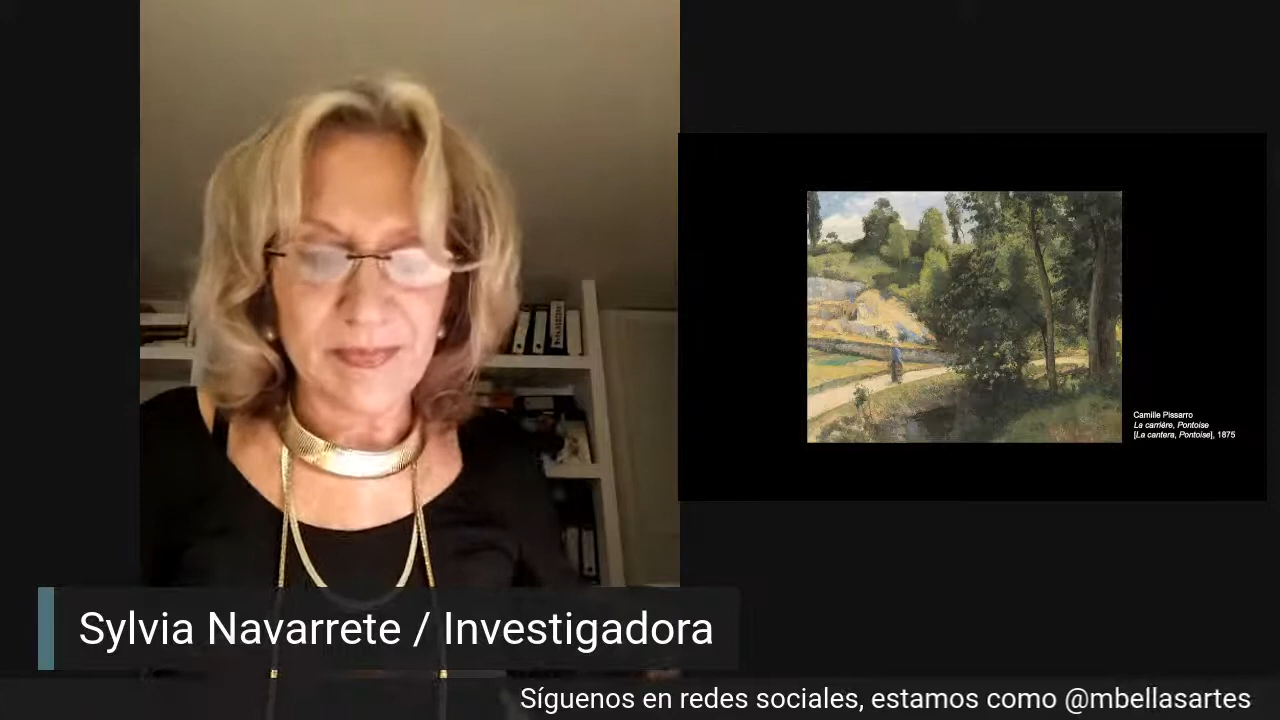 Camille Pissarro
La carrière, Pontoise
[La cantera, Pontoise], 1875
Sylvia Navarrete / Investigadora
Síguenos en redes sociales, estamos como @mbellasartes